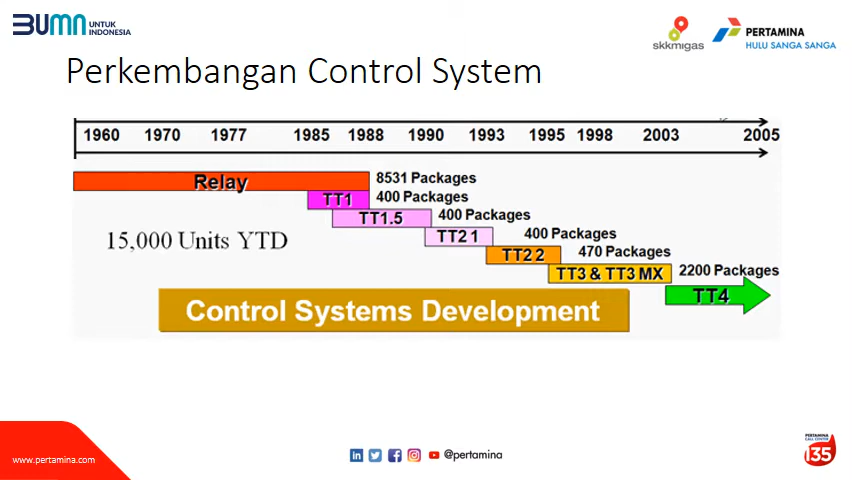 BUMN UNTUK INDONESIA
skkmigas
PERTAMINA
HULU SANGA SANGA
Perkembangan Control System
1960 1970 1977 1985 1988 1990 1993 1995 1998 2003 2005
Relay 8531 Packages
TT1 400 Packages
TT1.5 400 Packages
TT2 1 400 Packages
15,000 Units YTD
TT2 2 470 Packages
TT3 & TT3 MX 2200 Packages
TT4
Control Systems Development
www.pertamina.com
@pertamina
PERTAMINA
CALL CENTER
135